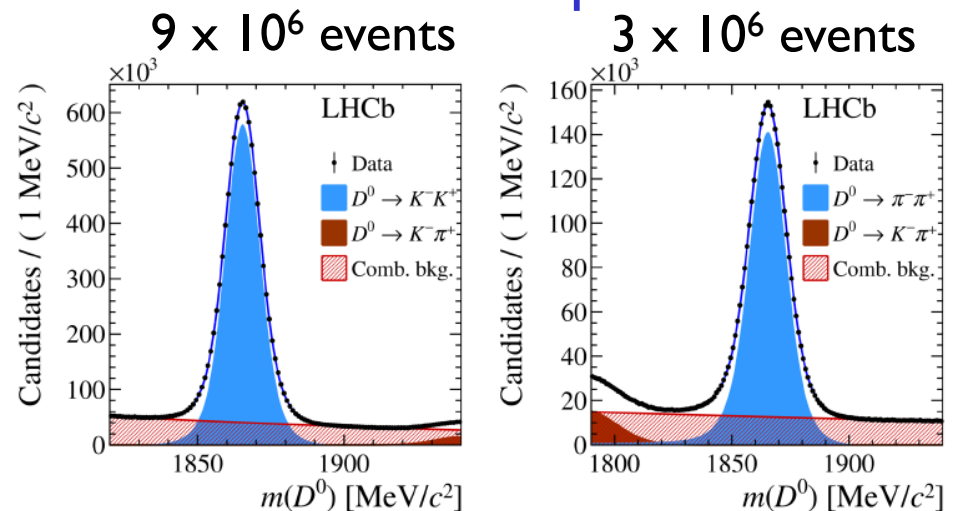 9 x 10⁶ events
×10³
Candidates / ( 1 MeV/c² )
600
500
400
300
200
100
0
LHCb
Data
D⁰ → K⁻K⁺
D⁰ → K⁻π⁺
Comb. bkg.
1850
1900
m(D⁰) [MeV/c²]
3 x 10⁶ events
×10³
Candidates / ( 1 MeV/c² )
160
140
120
100
80
60
40
20
0
LHCb
Data
D⁰ → π⁻π⁺
D⁰ → K⁻π⁺
Comb. bkg.
1800
1850
1900
m(D⁰) [MeV/c²]